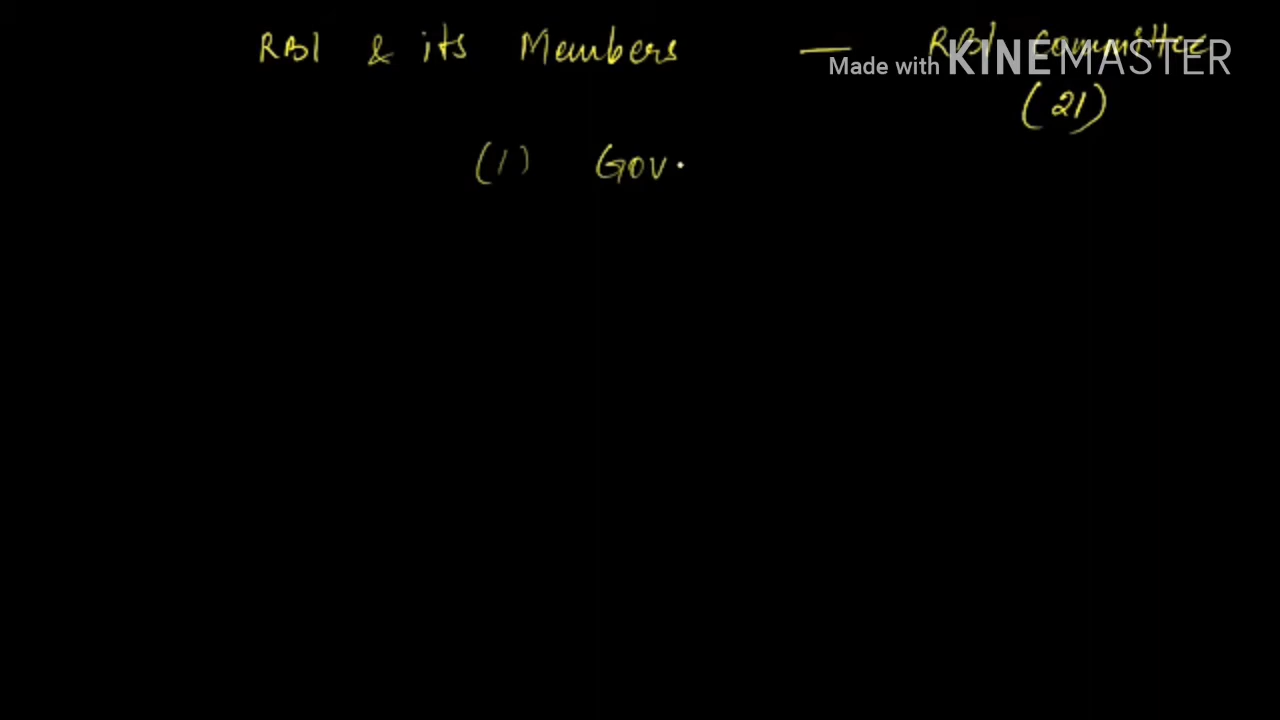 RBI & its Members — RBI Committee
Made with KINEMASTER
(21)
(1) Gov.